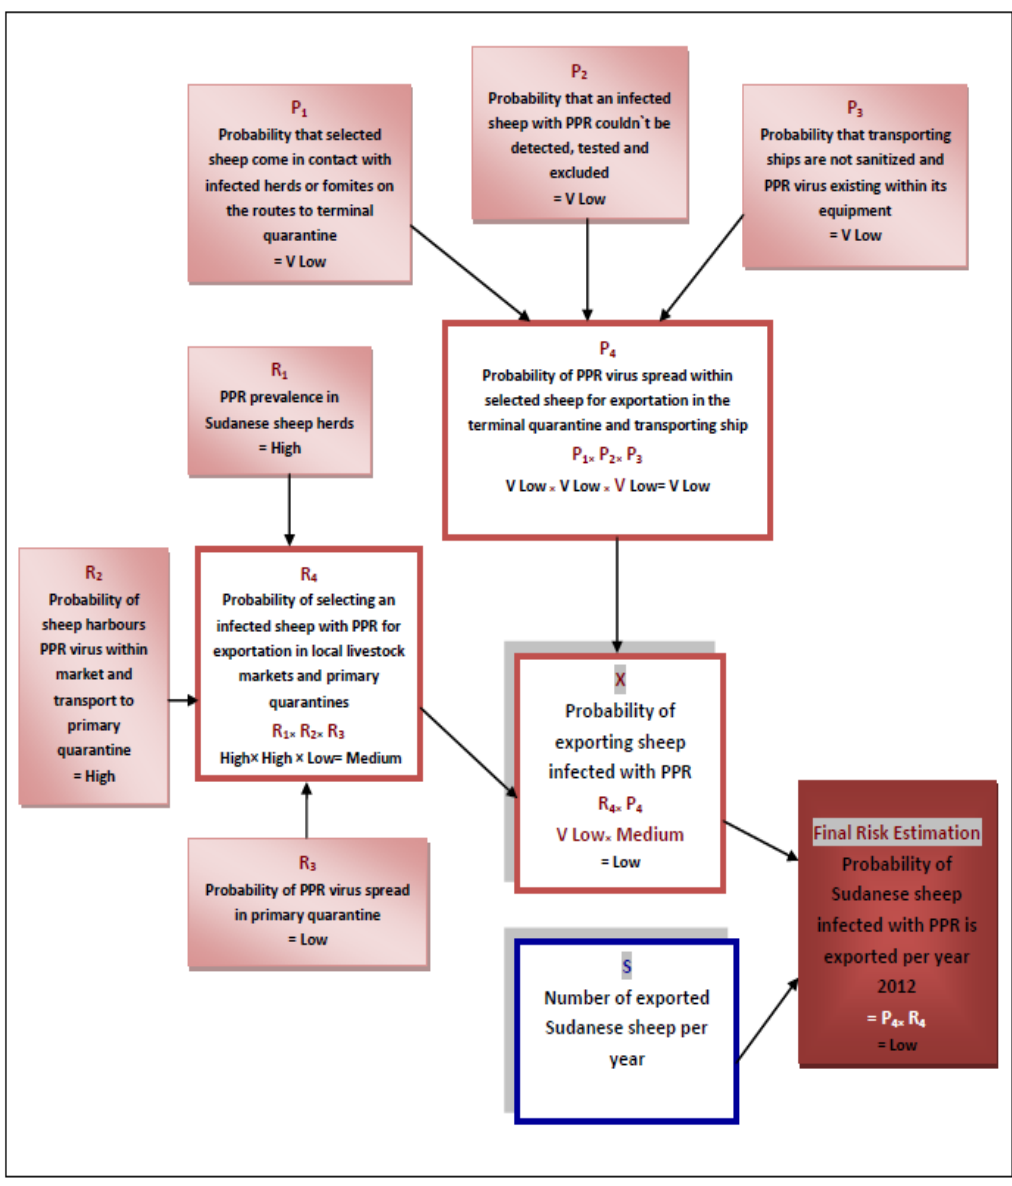 P₁
Probability that selected
sheep come in contact with
infected herds or fomites on
the routes to terminal
quarantine
= V Low
P₂
Probability that an infected
sheep with PPR couldn`t be
detected, tested and
excluded
= V Low
P₃
Probability that transporting
ships are not sanitized and
PPR virus existing within its
equipment
= V Low
P₄
Probability of PPR virus spread within
selected sheep for exportation in the
terminal quarantine and transporting ship
P₁× P₂× P₃
V Low × V Low × V Low= V Low
R₁
PPR prevalence in
Sudanese sheep herds
= High
R₂
Probability of
sheep harbours
PPR virus within
market and
transport to
primary
quarantine
= High
R₄
Probability of selecting an
infected sheep with PPR for
exportation in local livestock
markets and primary
quarantines
R₁× R₂× R₃
High× High × Low= Medium
R₃
Probability of PPR virus spread
in primary quarantine
= Low
X
Probability of
exporting sheep
infected with PPR
R₄× P₄
V Low× Medium
= Low
S
Number of exported
Sudanese sheep per
year
Final Risk Estimation
Probability of
Sudanese sheep
infected with PPR is
exported per year
2012
= P₄× R₄
= Low